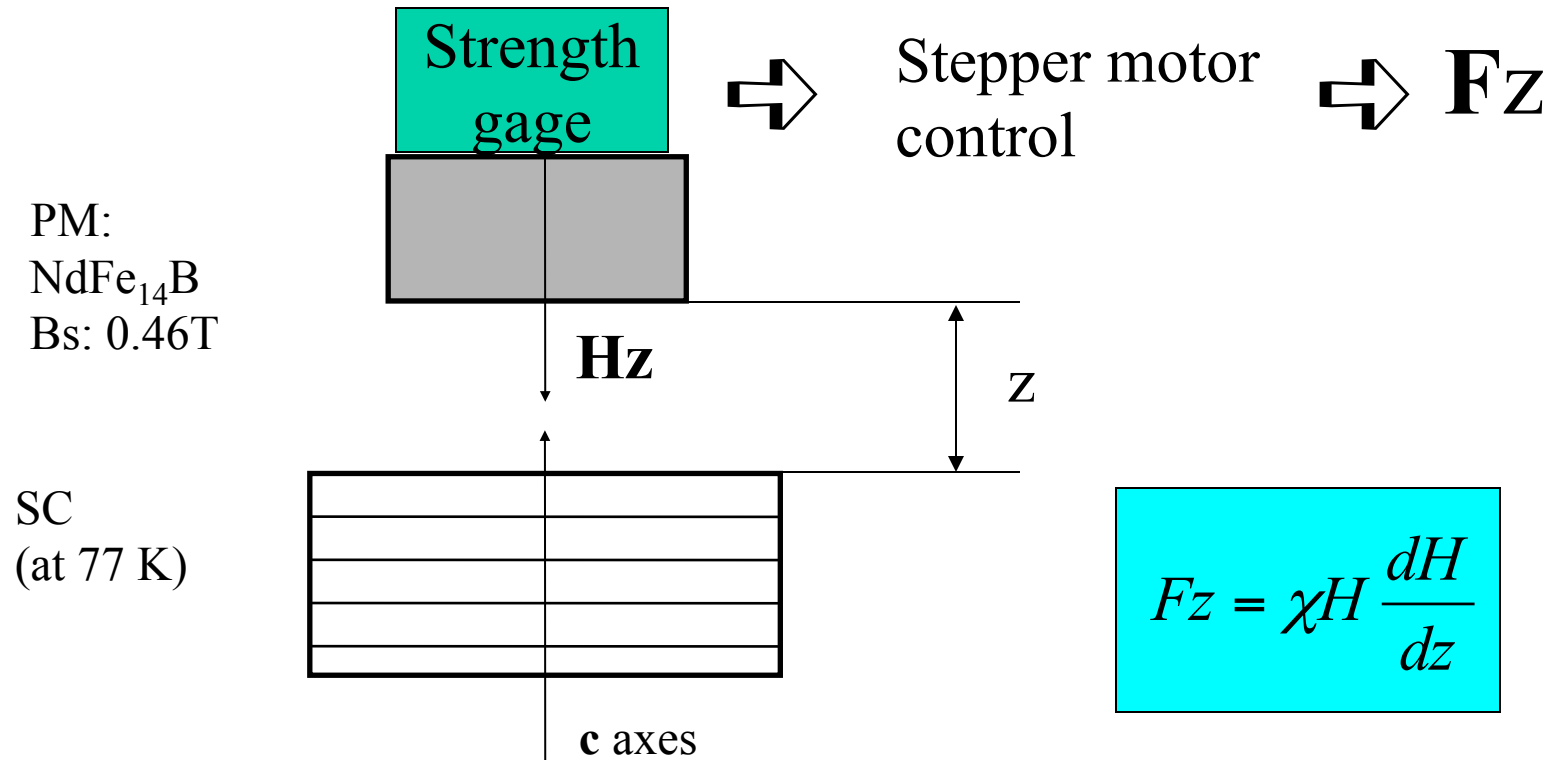 Strength
gage
Stepper motor
control
Fz
PM:
NdFe₁₄B
Bs: 0.46T
Hz
z
SC
(at 77 K)
Fz = χH dH/dz
c axes